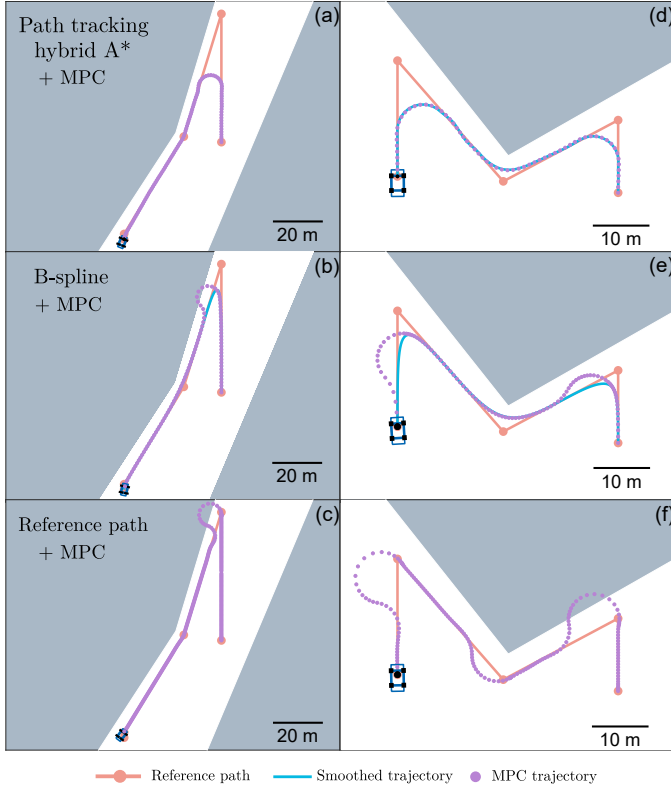 Path tracking
hybrid A*
+ MPC
(a)
20 m
(d)
10 m
B-spline
+ MPC
(b)
20 m
(e)
10 m
Reference path
+ MPC
(c)
20 m
(f)
10 m
Reference path
Smoothed trajectory
MPC trajectory